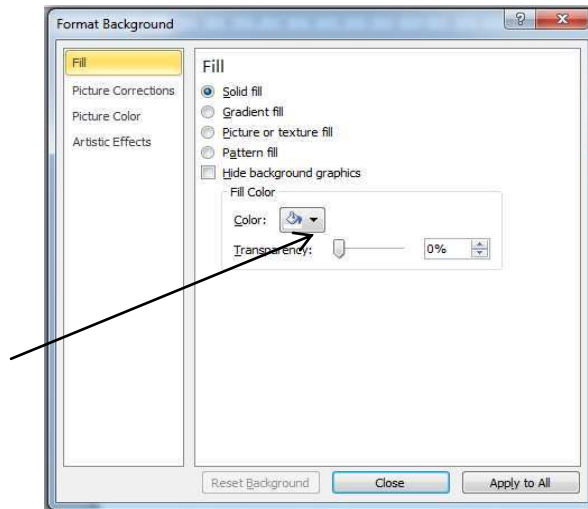 Format Background
Fill
Picture Corrections
Picture Color
Artistic Effects
Fill
Solid fill
Gradient fill
Picture or texture fill
Pattern fill
Hide background graphics
Fill Color
Color:
Transparency: 0%
Reset Background Close Apply to All